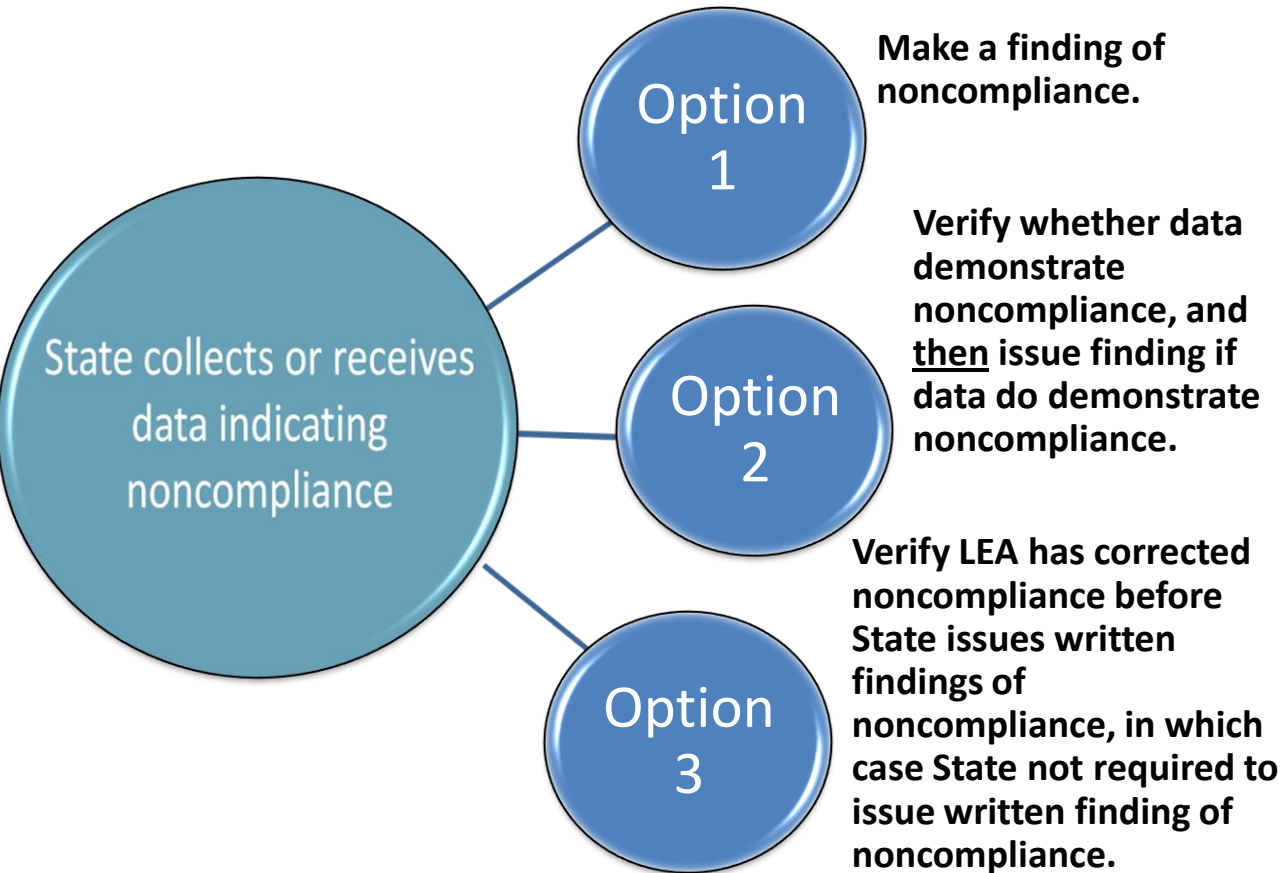 State collects or receives
data indicating
noncompliance
Option
1
Make a finding of
noncompliance.
Option
2
Verify whether data
demonstrate
noncompliance, and
then issue finding if
data do demonstrate
noncompliance.
Option
3
Verify LEA has corrected
noncompliance before
State issues written
findings of
noncompliance, in which
case State not required to
issue written finding of
noncompliance.